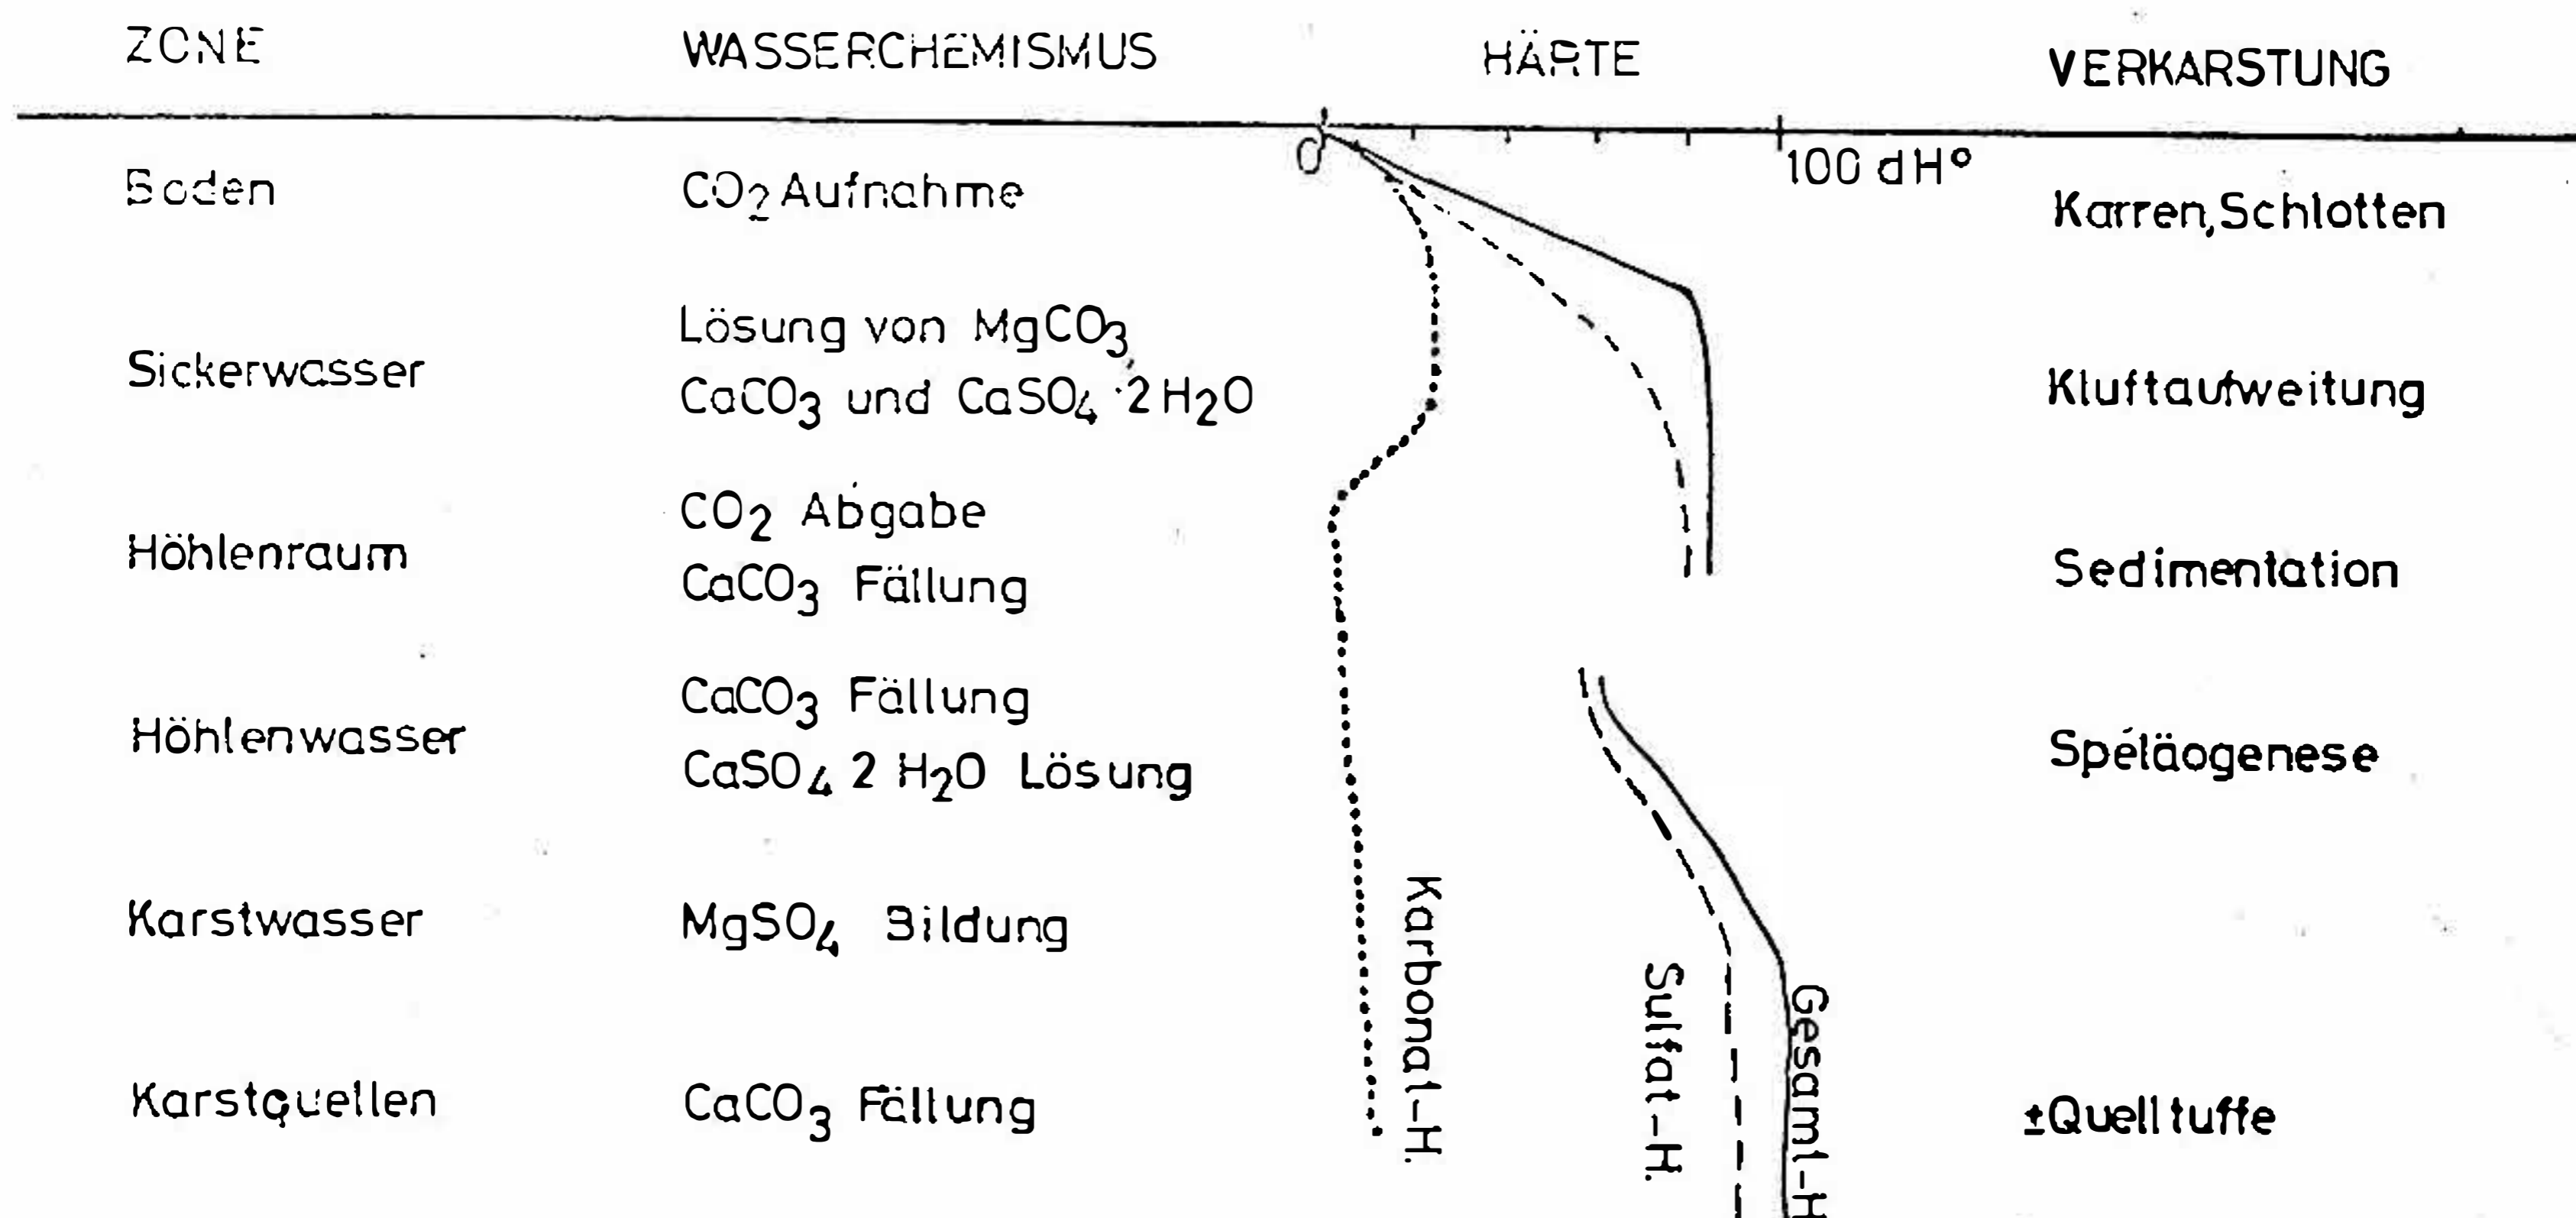 ZONE WASSERCHEMISMUS HÄRTE VERKARSTUNG
0 100 dH°
Boden CO2 Aufnahme Karren, Schlotten
Lösung von MgCO3,
Sickerwasser CaCO3 und CaSO4 · 2 H2O Kluftaufweitung
CO2 Abgabe
Höhlenraum CaCO3 Fällung Sedimentation
CaCO3 Fällung
Höhlenwasser CaSO4 2 H2O Lösung Speläogenese
Karstwasser MgSO4 Bildung
Karstquellen CaCO3 Fällung ±Quelltuffe
Karbonat-H.
Sulfat-H.
Gesamt-H